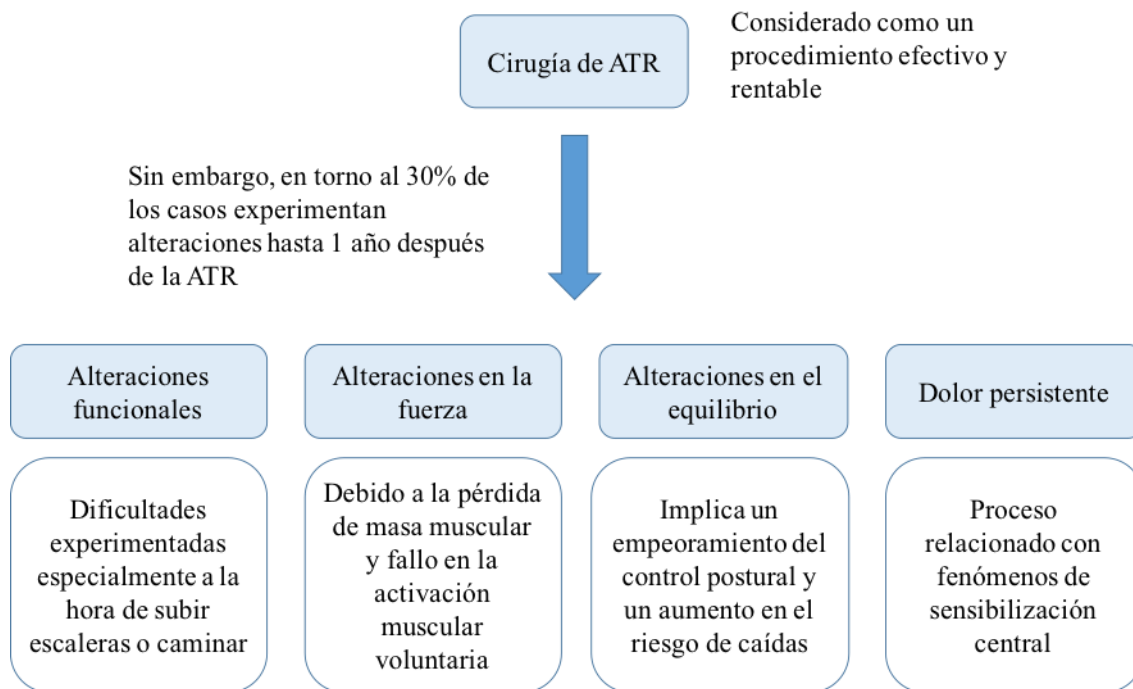 Cirugía de ATR
Considerado como un
procedimiento efectivo y
rentable
Sin embargo, en torno al 30% de
los casos experimentan
alteraciones hasta 1 año después
de la ATR
Alteraciones
funcionales
Dificultades
experimentadas
especialmente a la
hora de subir
escaleras o caminar
Alteraciones en la
fuerza
Debido a la pérdida
de masa muscular
y fallo en la
activación
muscular
voluntaria
Alteraciones en el
equilibrio
Implica un
empeoramiento del
control postural y
un aumento en el
riesgo de caídas
Dolor persistente
Proceso
relacionado con
fenómenos de
sensibilización
central